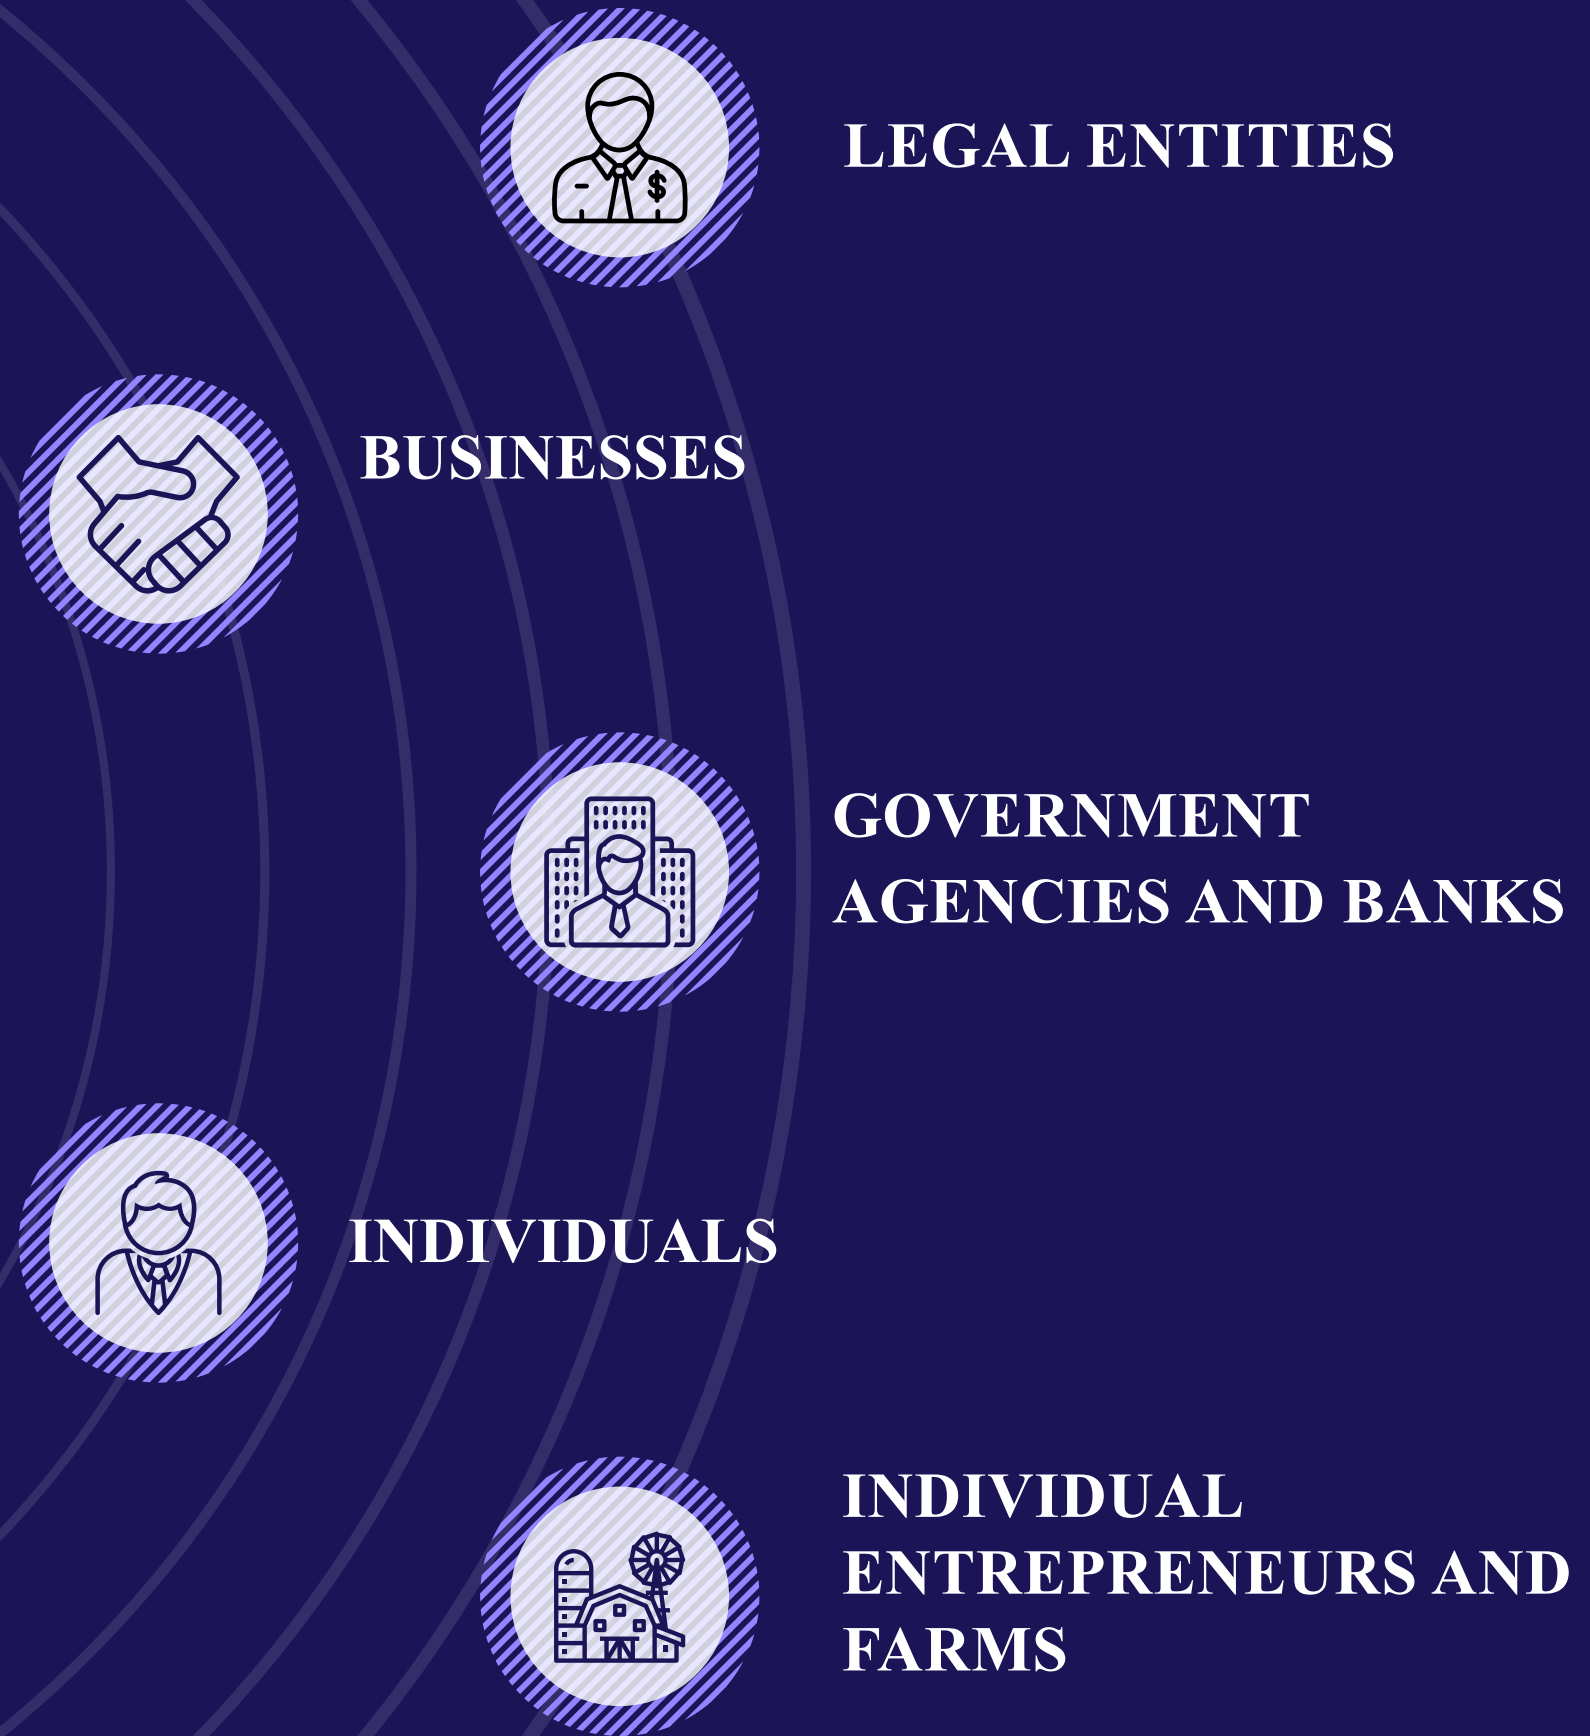 LEGAL ENTITIES
BUSINESSES
GOVERNMENT
AGENCIES AND BANKS
INDIVIDUALS
INDIVIDUAL
ENTREPRENEURS AND
FARMS